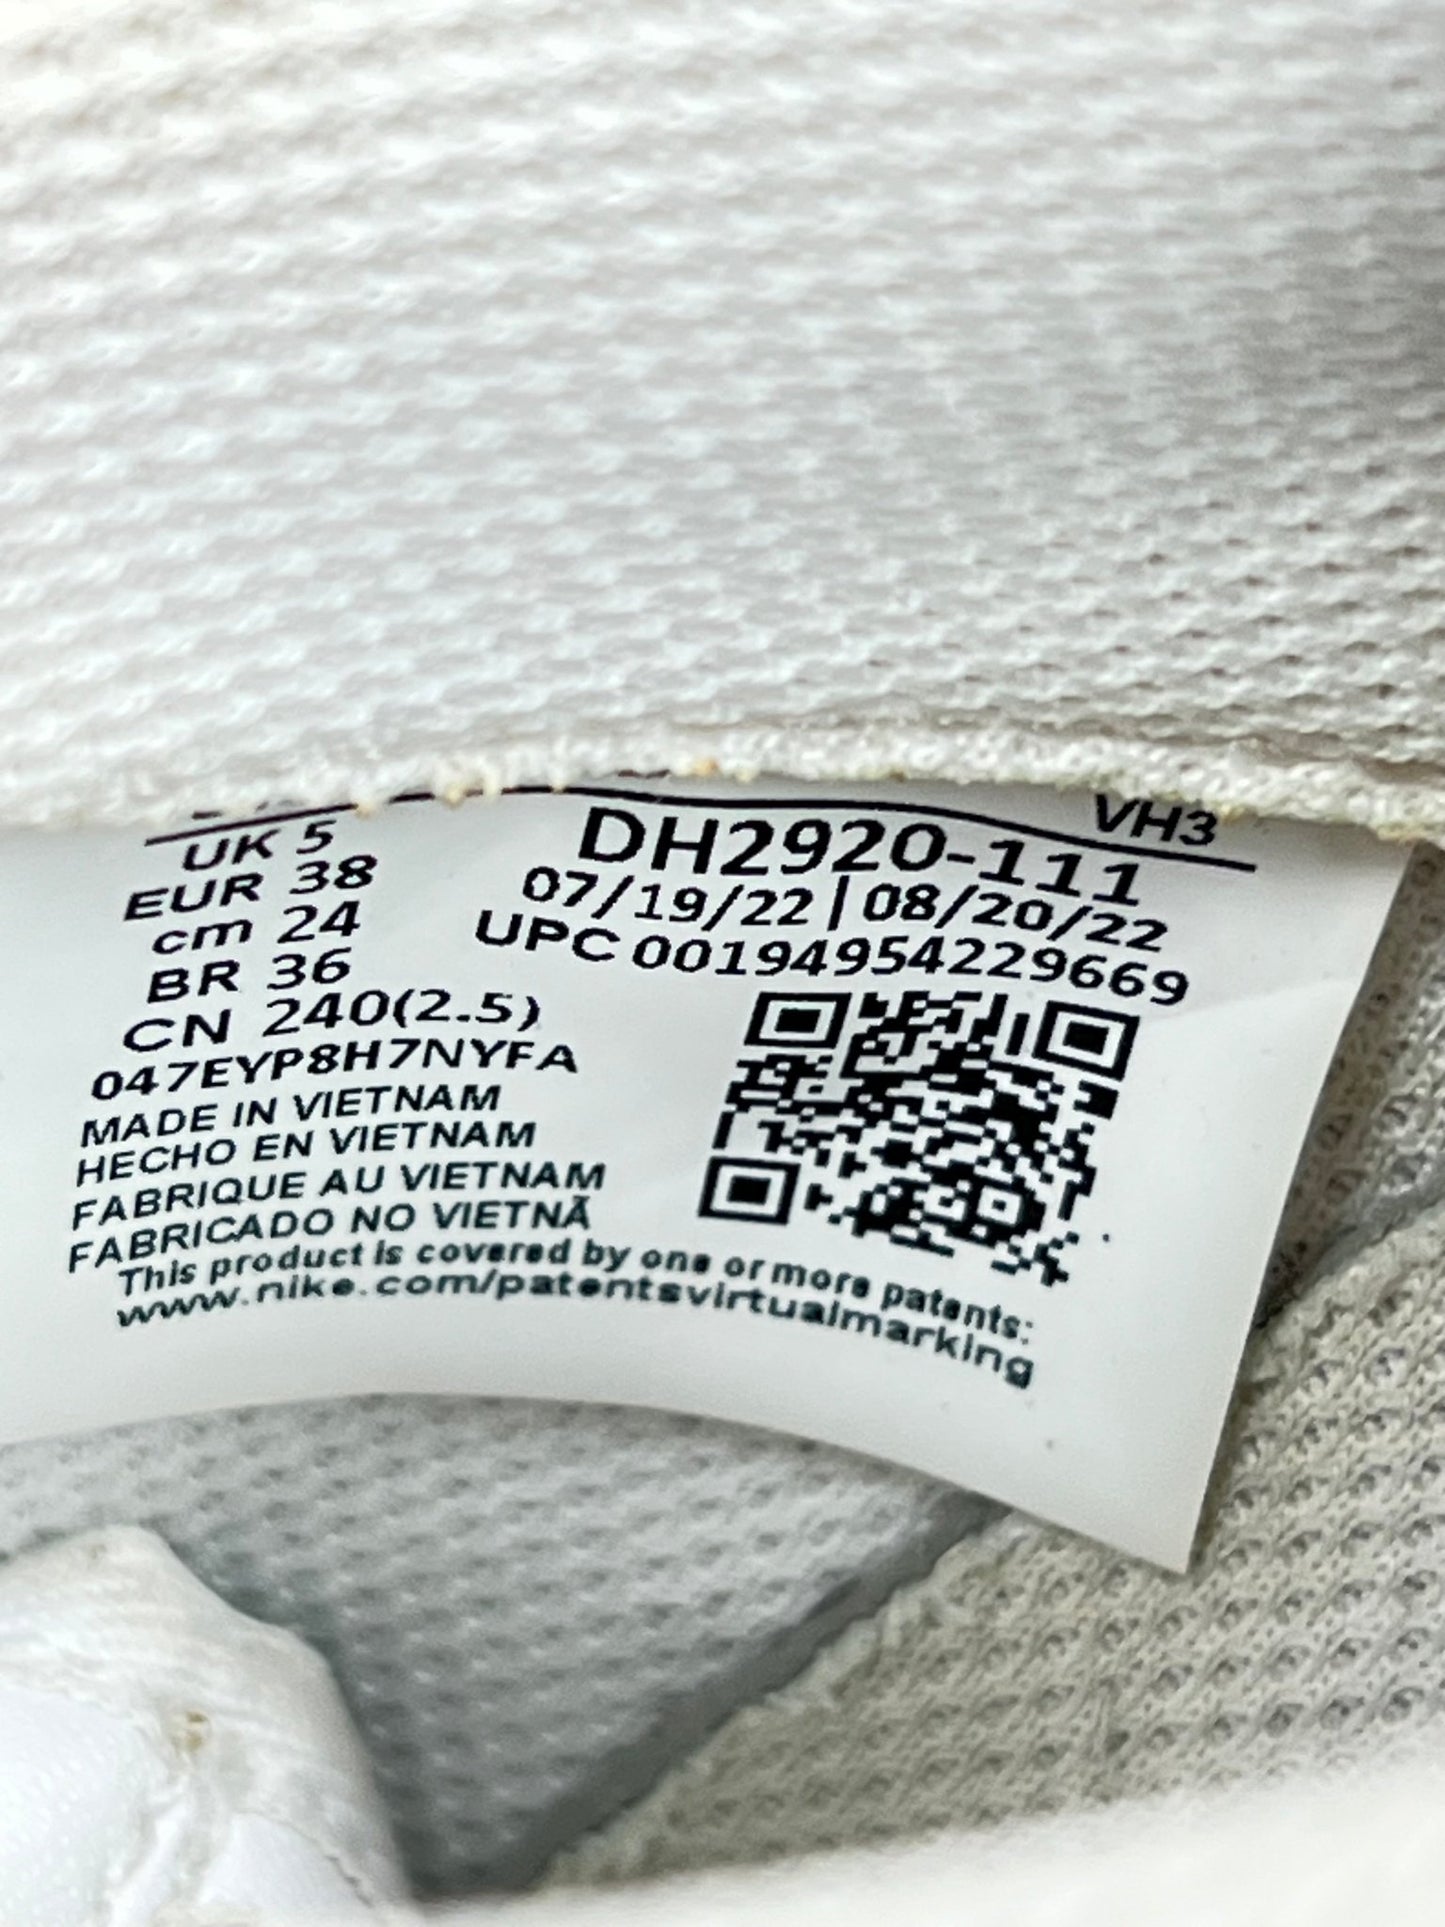 UK 5
EUR 38
cm 24
BR 36
CN 240(2.5)
047EYP8H7NYFA
MADE IN VIETNAM
HECHO EN VIETNAM
FABRIQUE AU VIETNAM
FABRICADO NO VIETNÃ
VH3
DH2920-111
07/19/22 | 08/20/22
UPC 00194954229669
This product is covered by one or more patents:
www.nike.com/patentsvirtualmarking